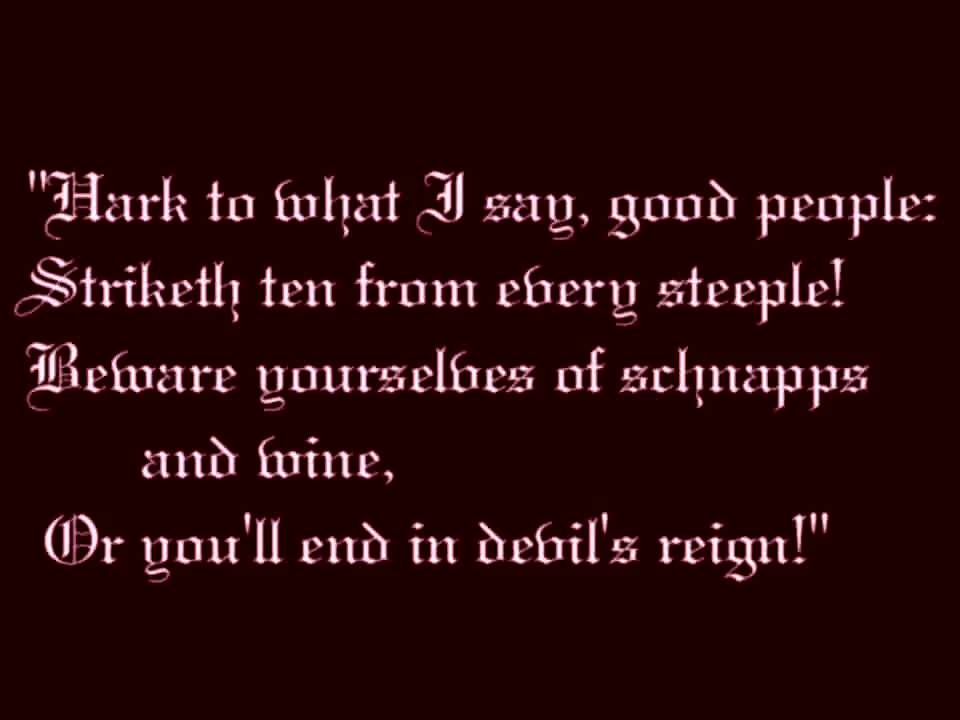 "Hark to what I say, good people:
Striketh ten from every steeple!
Beware yourselves of schnapps
and wine,
Or you'll end in devil's reign!"